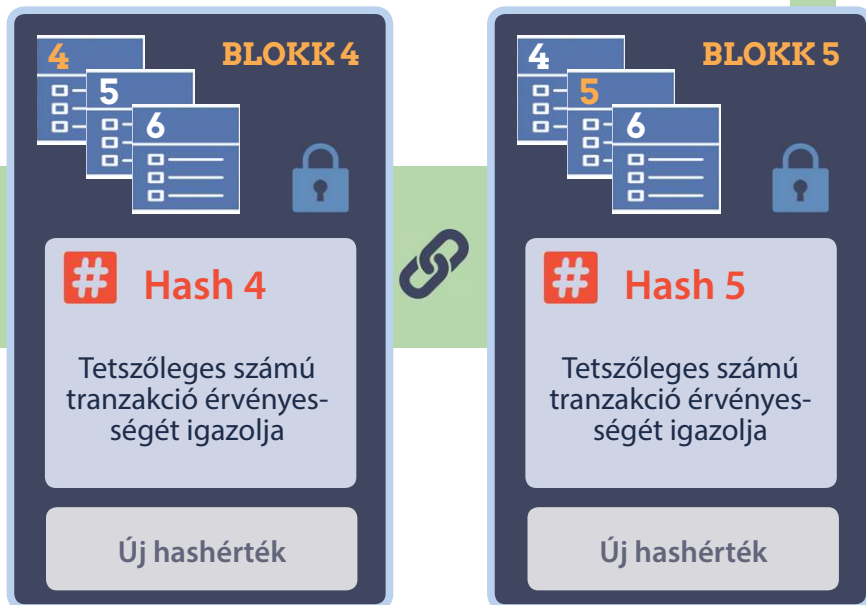 4
5
6
BLOKK 4
# Hash 4
Tetszőleges számú
tranzakció érvényes-
ségét igazolja
Új hashérték
4
5
6
BLOKK 5
# Hash 5
Tetszőleges számú
tranzakció érvényes-
ségét igazolja
Új hashérték